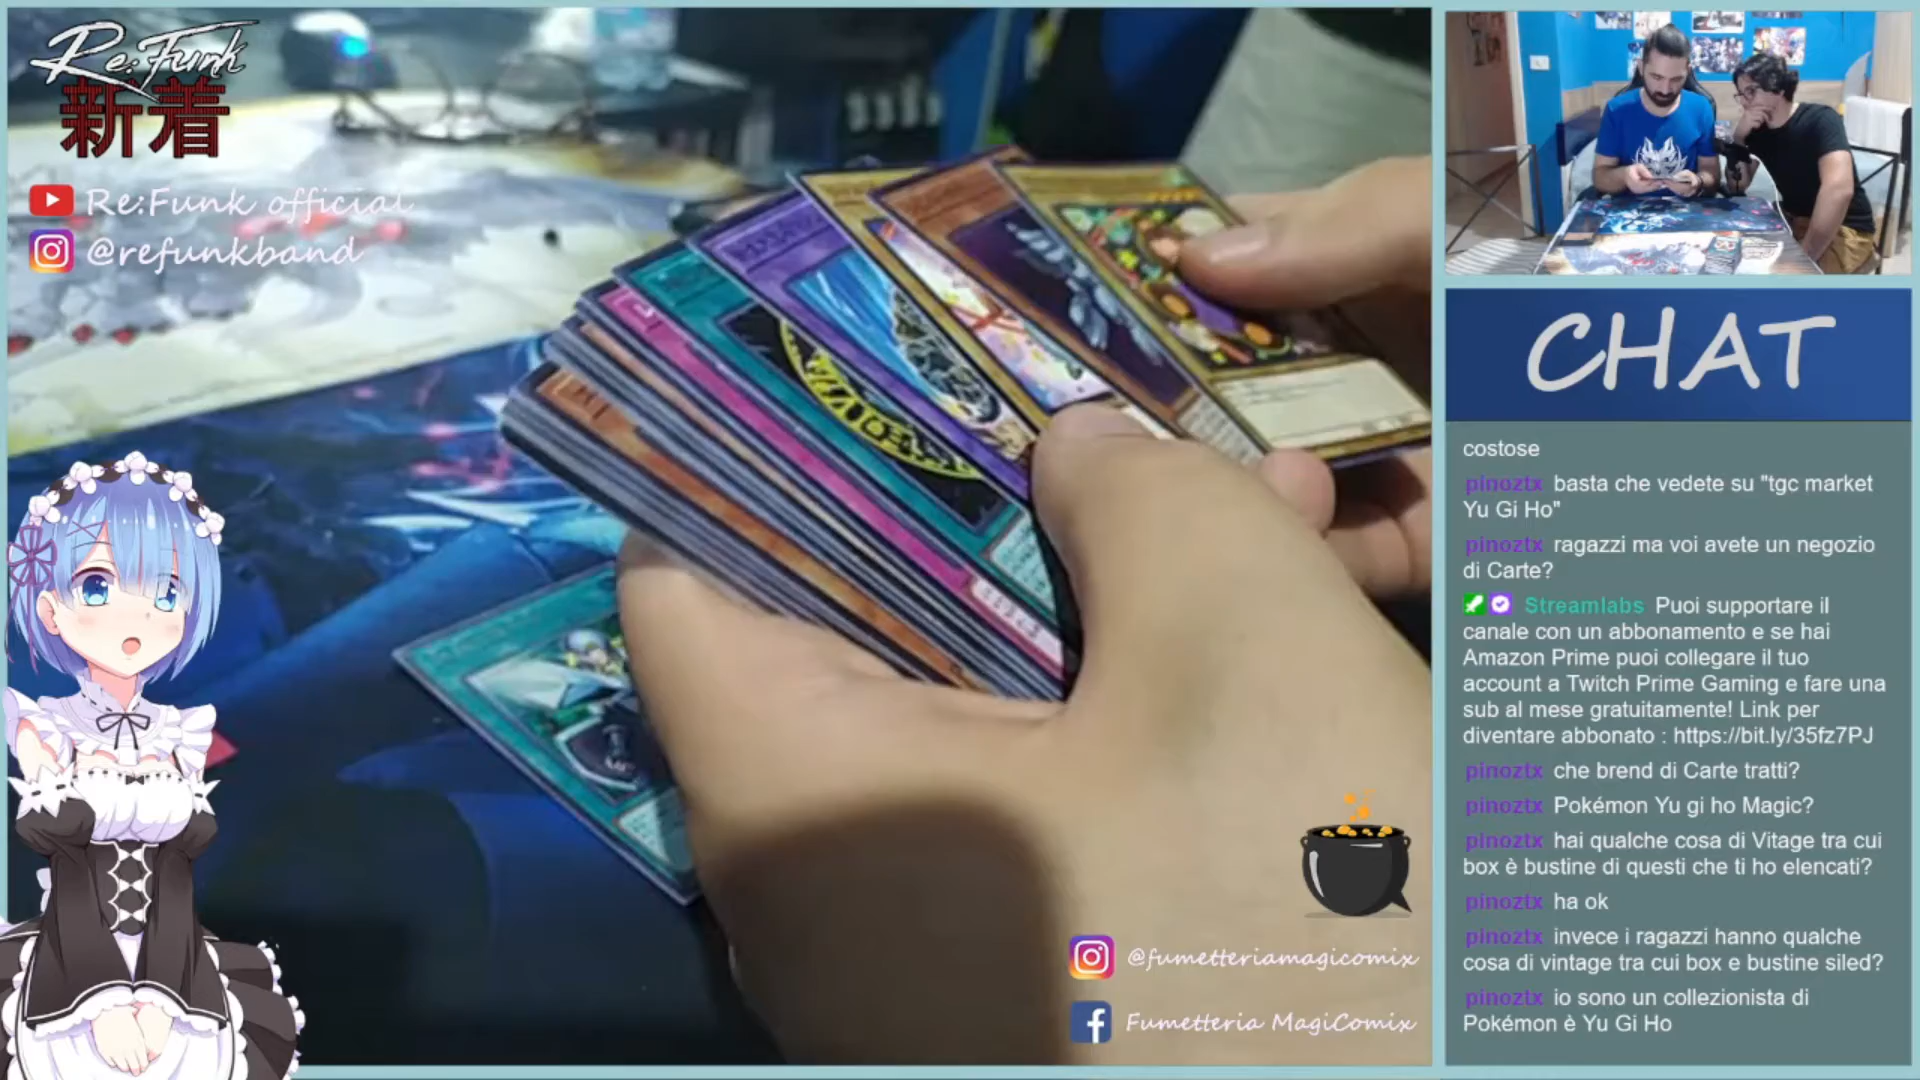 Re:Funk
新着
Re:Funk official
@refunkband
@fumetteriamagicomix
Fumetteria MagiComix
CHAT
costose
pinoztx basta che vedete su "tgc market
Yu Gi Ho"
pinoztx ragazzi ma voi avete un negozio
di Carte?
Streamlabs Puoi supportare il
canale con un abbonamento e se hai
Amazon Prime puoi collegare il tuo
account a Twitch Prime Gaming e fare una
sub al mese gratuitamente! Link per
diventare abbonato : https://bit.ly/35fz7PJ
pinoztx che brend di Carte tratti?
pinoztx Pokémon Yu gi ho Magic?
pinoztx hai qualche cosa di Vitage tra cui
box è bustine di questi che ti ho elencati?
pinoztx ha ok
pinoztx invece i ragazzi hanno qualche
cosa di vintage tra cui box e bustine siled?
pinoztx io sono un collezionista di
Pokémon è Yu Gi Ho